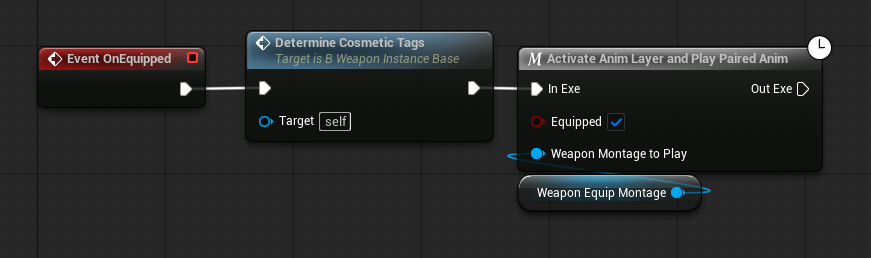 Event OnEquipped
Determine Cosmetic Tags
Target is B Weapon Instance Base
Target self
M Activate Anim Layer and Play Paired Anim
In Exe Out Exe
Equipped
Weapon Montage to Play
Weapon Equip Montage